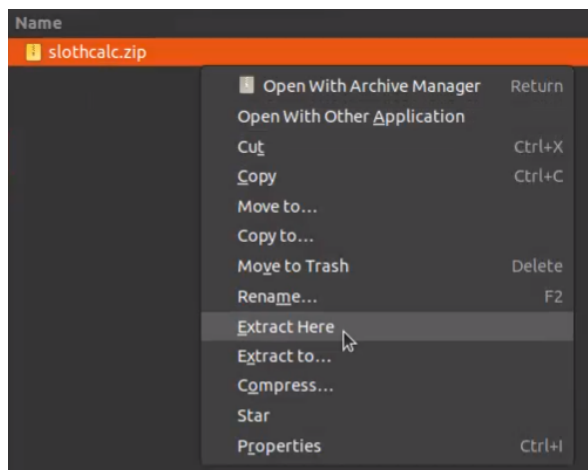 Name
slothcalc.zip
Open With Archive Manager Return
Open With Other Application
Cut Ctrl+X
Copy Ctrl+C
Move to...
Copy to...
Move to Trash Delete
Rename... F2
Extract Here
Extract to...
Compress...
Star
Properties Ctrl+I